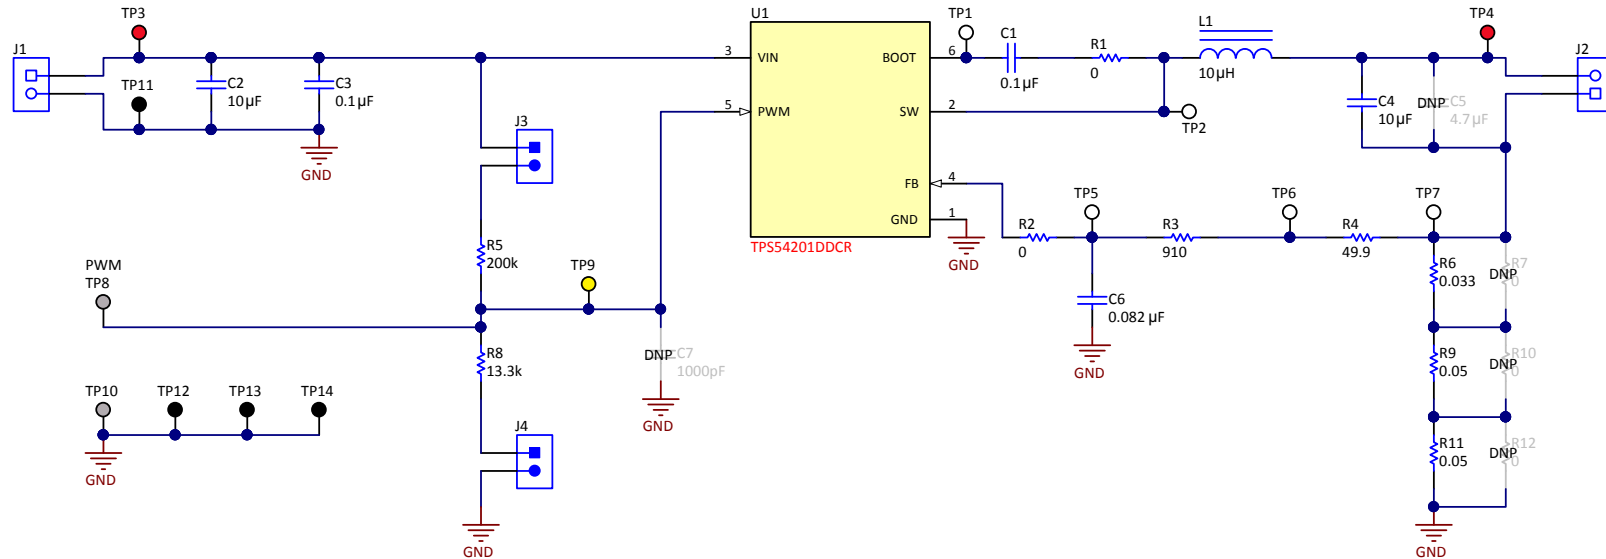 TP3
U1
TP1
L1
TP4
J1
C1
R1
J2
3
VIN
BOOT
6
0.1µF
0
10µH
TP11
C2
10µF
C3
0.1µF
5
PWM
SW
2
TP2
C4
10µF
DNP
C5
4.7µF
J3
GND
FB
4
GND
1
TPS54201DDCR
GND
TP5
TP6
TP7
R2
0
R3
910
R4
49.9
R5
200k
TP9
PWM
TP8
C6
0.082 µF
GND
R6
0.033
DNP
R7
0
R8
13.3k
DNP
C7
1000pF
GND
R9
0.05
DNP
R10
0
TP10
TP12
TP13
TP14
GND
J4
GND
R11
0.05
DNP
R12
0
GND